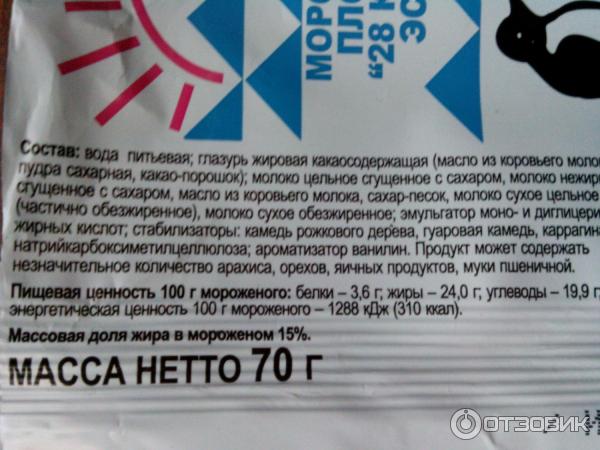 МОРО
ПЛО
"28 К
ЭС
Состав: вода питьевая; глазурь жировая какаосодержащая (масло из коровьего моло
пудра сахарная, какао-порошок); молоко цельное сгущенное с сахаром, молоко нежир
сгущенное с сахаром, масло из коровьего молока, сахар-песок, молоко сухое цельное
(частично обезжиренное), молоко сухое обезжиренное; эмульгатор моно- и диглицери
жирных кислот; стабилизаторы: камедь рожкового дерева, гуаровая камедь, каррагина
натрийкарбоксиметилцеллюлоза; ароматизатор ванилин. Продукт может содержать
незначительное количество арахиса, орехов, яичных продуктов, муки пшеничной.
Пищевая ценность 100 г мороженого: белки – 3,6 г; жиры – 24,0 г; углеводы – 19,9 г;
энергетическая ценность 100 г мороженого – 1288 кДж (310 ккал).
Массовая доля жира в мороженом 15%.
МАССА НЕТТО 70 г
ОТЗОВИК